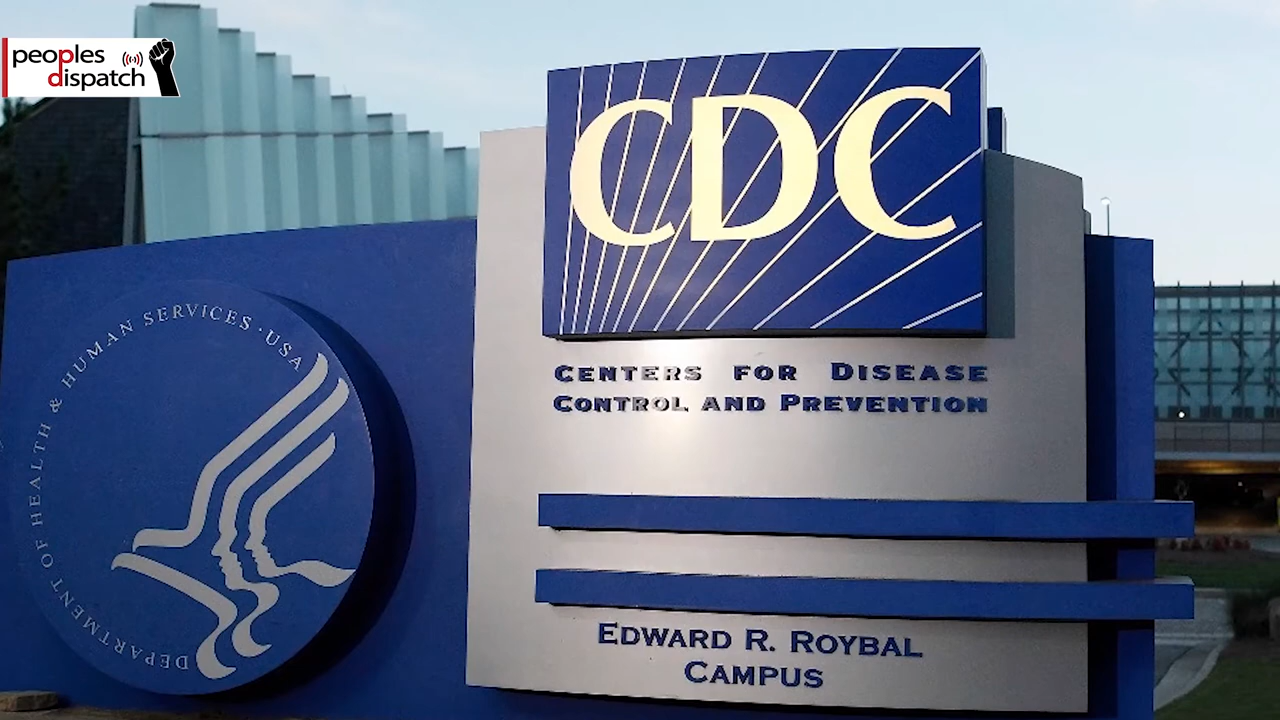 peoples
dispatch
CDC
CENTERS FOR DISEASE
CONTROL AND PREVENTION
DEPARTMENT OF HEALTH & HUMAN SERVICES · USA
EDWARD R. ROYBAL
CAMPUS